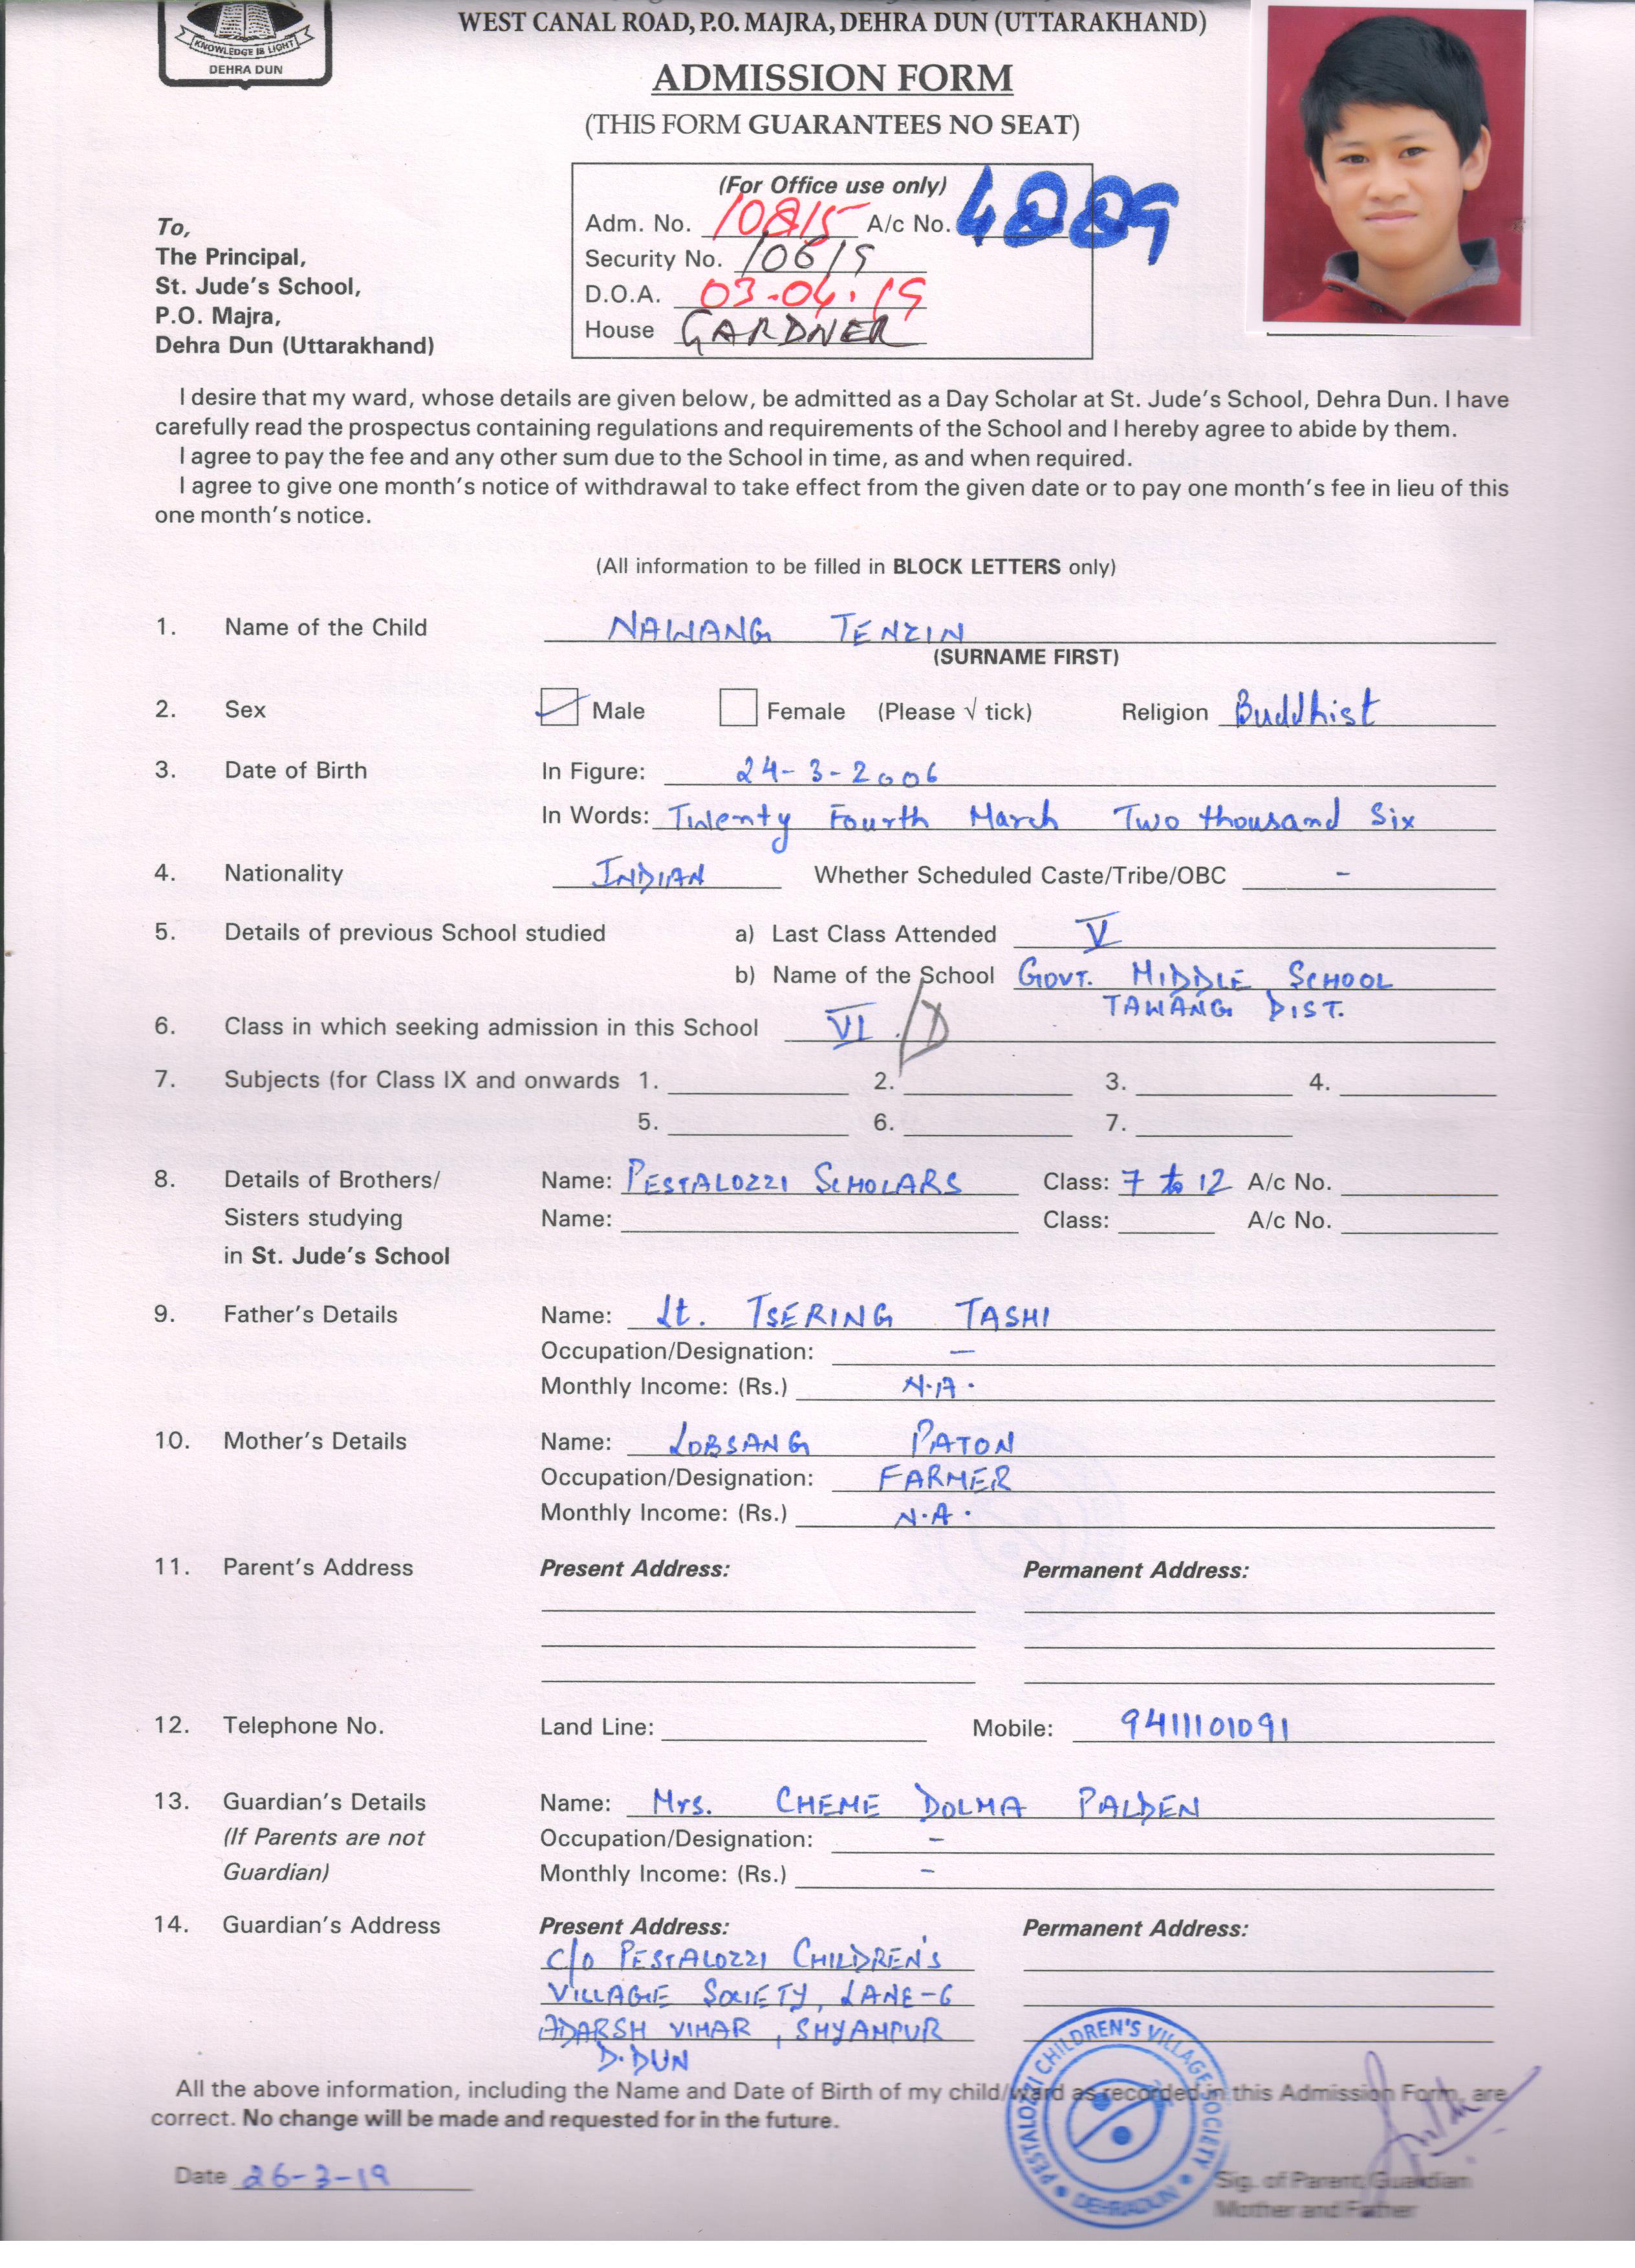 KNOWLEDGE IS LIGHT
DEHRA DUN
WEST CANAL ROAD, P.O. MAJRA, DEHRA DUN (UTTARAKHAND)
ADMISSION FORM
(THIS FORM GUARANTEES NO SEAT)
(For Office use only)
Adm. No. 10815 A/c No. 4889
Security No. 10619
D.O.A. 03-04-19
House GARDNER
To,
The Principal,
St. Jude's School,
P.O. Majra,
Dehra Dun (Uttarakhand)
I desire that my ward, whose details are given below, be admitted as a Day Scholar at St. Jude's School, Dehra Dun. I have
carefully read the prospectus containing regulations and requirements of the School and I hereby agree to abide by them.
I agree to pay the fee and any other sum due to the School in time, as and when required.
I agree to give one month's notice of withdrawal to take effect from the given date or to pay one month's fee in lieu of this
one month's notice.
(All information to be filled in BLOCK LETTERS only)
1. Name of the Child NAWANG TENZIN
(SURNAME FIRST)
2. Sex Male Female (Please √ tick) Religion Buddhist
3. Date of Birth In Figure: 24-3-2006
In Words: Twenty Fourth March Two thousand Six
4. Nationality INDIAN Whether Scheduled Caste/Tribe/OBC -
5. Details of previous School studied a) Last Class Attended V
b) Name of the School GOVT. MIDDLE SCHOOL
TAWANG DIST.
6. Class in which seeking admission in this School VI. /D
7. Subjects (for Class IX and onwards 1. 2. 3. 4.
5. 6. 7.
8. Details of Brothers/ Name: PESTALOZZI SCHOLARS Class: 7 to 12 A/c No.
Sisters studying Name: Class: A/c No.
in St. Jude's School
9. Father's Details Name: Lt. TSERING TASHI
Occupation/Designation: -
Monthly Income: (Rs.) N.A.
10. Mother's Details Name: LOBSANG PATON
Occupation/Designation: FARMER
Monthly Income: (Rs.) N.A.
11. Parent's Address Present Address: Permanent Address:
12. Telephone No. Land Line: Mobile: 9411101091
13. Guardian's Details Name: Mrs. CHEME DOLMA PALDEN
(If Parents are not Occupation/Designation: -
Guardian) Monthly Income: (Rs.) -
14. Guardian's Address Present Address: Permanent Address:
C/o PESTALOZZI CHILDREN'S
VILLAGE SOCIETY, LANE-6
ADARSH VIHAR, SHYAMPUR
D.DUN
All the above information, including the Name and Date of Birth of my child/ward as recorded in this Admission Form, are
correct. No change will be made and requested for in the future.
PESTALOZZI CHILDREN'S VILLAGE SOCIETY
DEHRADUN
Date 26-3-19
Sig. of Parent/Guardian
Mother and Father